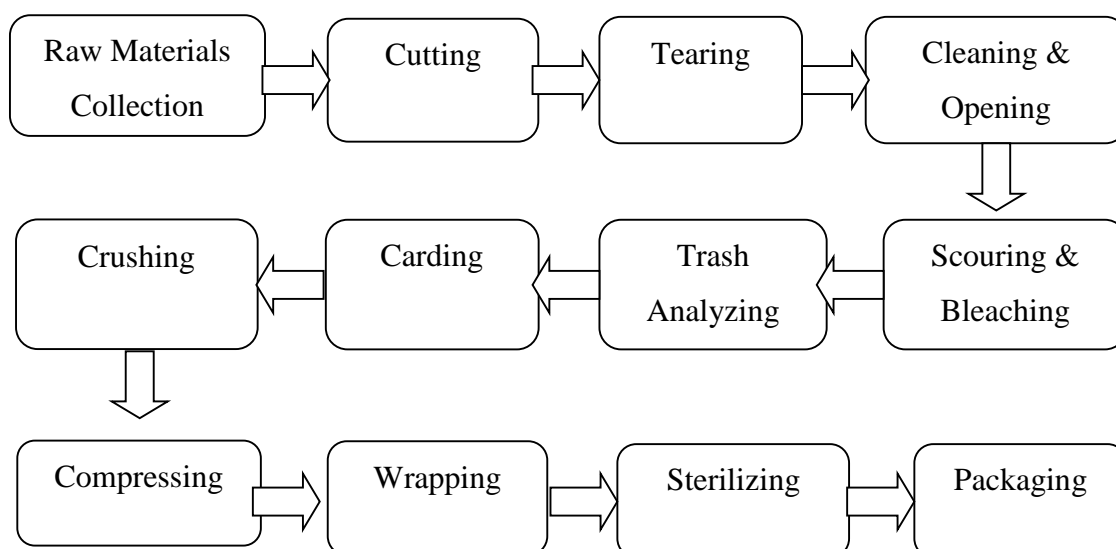 Raw Materials
Collection
Cutting
Tearing
Cleaning &
Opening
Crushing
Carding
Trash
Analyzing
Scouring &
Bleaching
Compressing
Wrapping
Sterilizing
Packaging